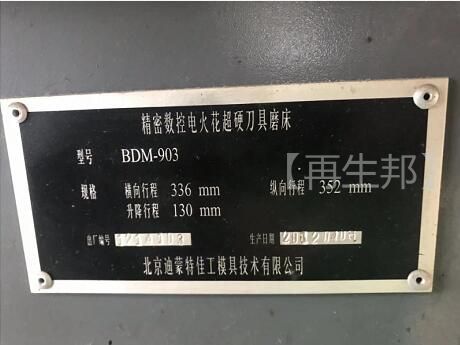 精密数控电火花超硬刀具磨床
型号 BDM-903
【再生邦】
规格 横向行程 336 mm 纵向行程 352 mm
升降行程 130 mm
出厂编号 生产日期
北京迪蒙特佳工模具技术有限公司